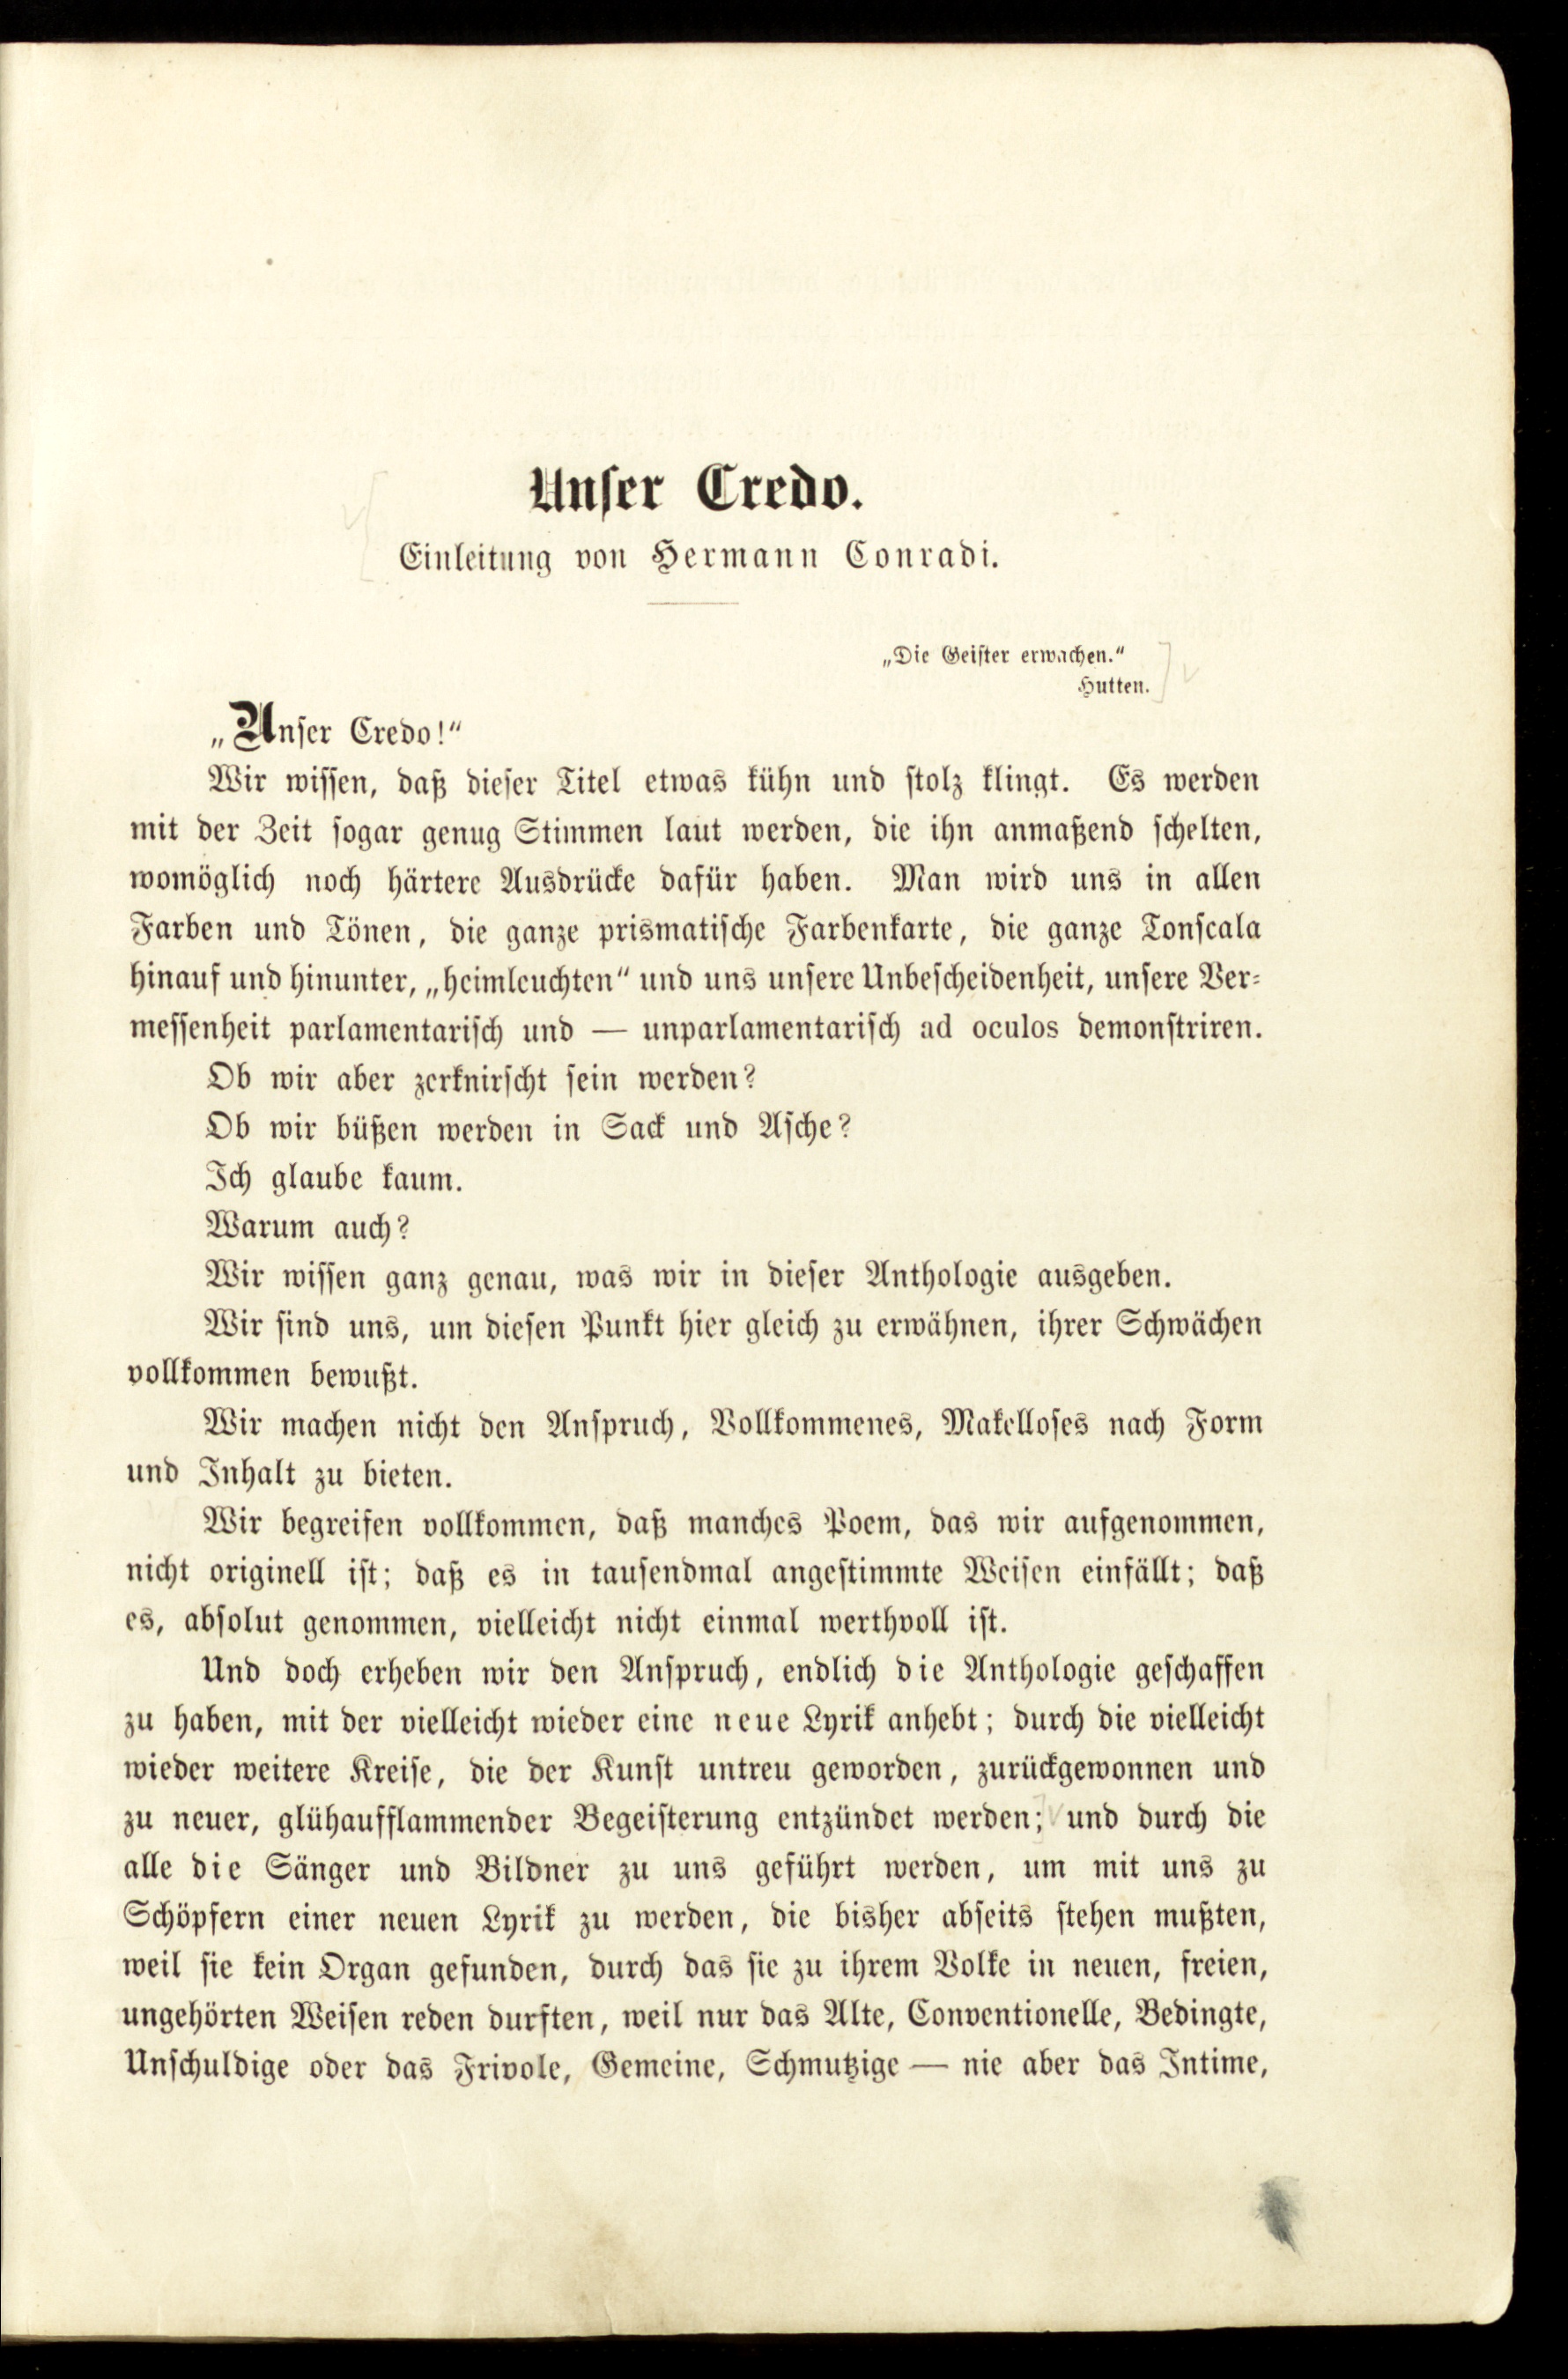 Unser Credo.
Einleitung von Hermann Conradi.
„Die Geister erwachen.“
Hutten.
„Unser Credo!“
Wir wissen, daß dieser Titel etwas kühn und stolz klingt. Es werden
mit der Zeit sogar genug Stimmen laut werden, die ihn anmaßend schelten,
womöglich noch härtere Ausdrücke dafür haben. Man wird uns in allen
Farben und Tönen, die ganze prismatische Farbenkarte, die ganze Tonscala
hinauf und hinunter, „heimleuchten“ und uns unsere Unbescheidenheit, unsere Ver-
messenheit parlamentarisch und — unparlamentarisch ad oculos demonstriren.
Ob wir aber zerknirscht sein werden?
Ob wir büßen werden in Sack und Asche?
Ich glaube kaum.
Warum auch?
Wir wissen ganz genau, was wir in dieser Anthologie ausgeben.
Wir sind uns, um diesen Punkt hier gleich zu erwähnen, ihrer Schwächen
vollkommen bewußt.
Wir machen nicht den Anspruch, Vollkommenes, Makelloses nach Form
und Inhalt zu bieten.
Wir begreifen vollkommen, daß manches Poem, das wir aufgenommen,
nicht originell ist; daß es in tausendmal angestimmte Weisen einfällt; daß
es, absolut genommen, vielleicht nicht einmal werthvoll ist.
Und doch erheben wir den Anspruch, endlich die Anthologie geschaffen
zu haben, mit der vielleicht wieder eine neue Lyrik anhebt; durch die vielleicht
wieder weitere Kreise, die der Kunst untreu geworden, zurückgewonnen und
zu neuer, glühaufflammender Begeisterung entzündet werden; und durch die
alle die Sänger und Bildner zu uns geführt werden, um mit uns zu
Schöpfern einer neuen Lyrik zu werden, die bisher abseits stehen mußten,
weil sie kein Organ gefunden, durch das sie zu ihrem Volke in neuen, freien,
ungehörten Weisen reden durften, weil nur das Alte, Conventionelle, Bedingte,
Unschuldige oder das Frivole, Gemeine, Schmutzige — nie aber das Intime,